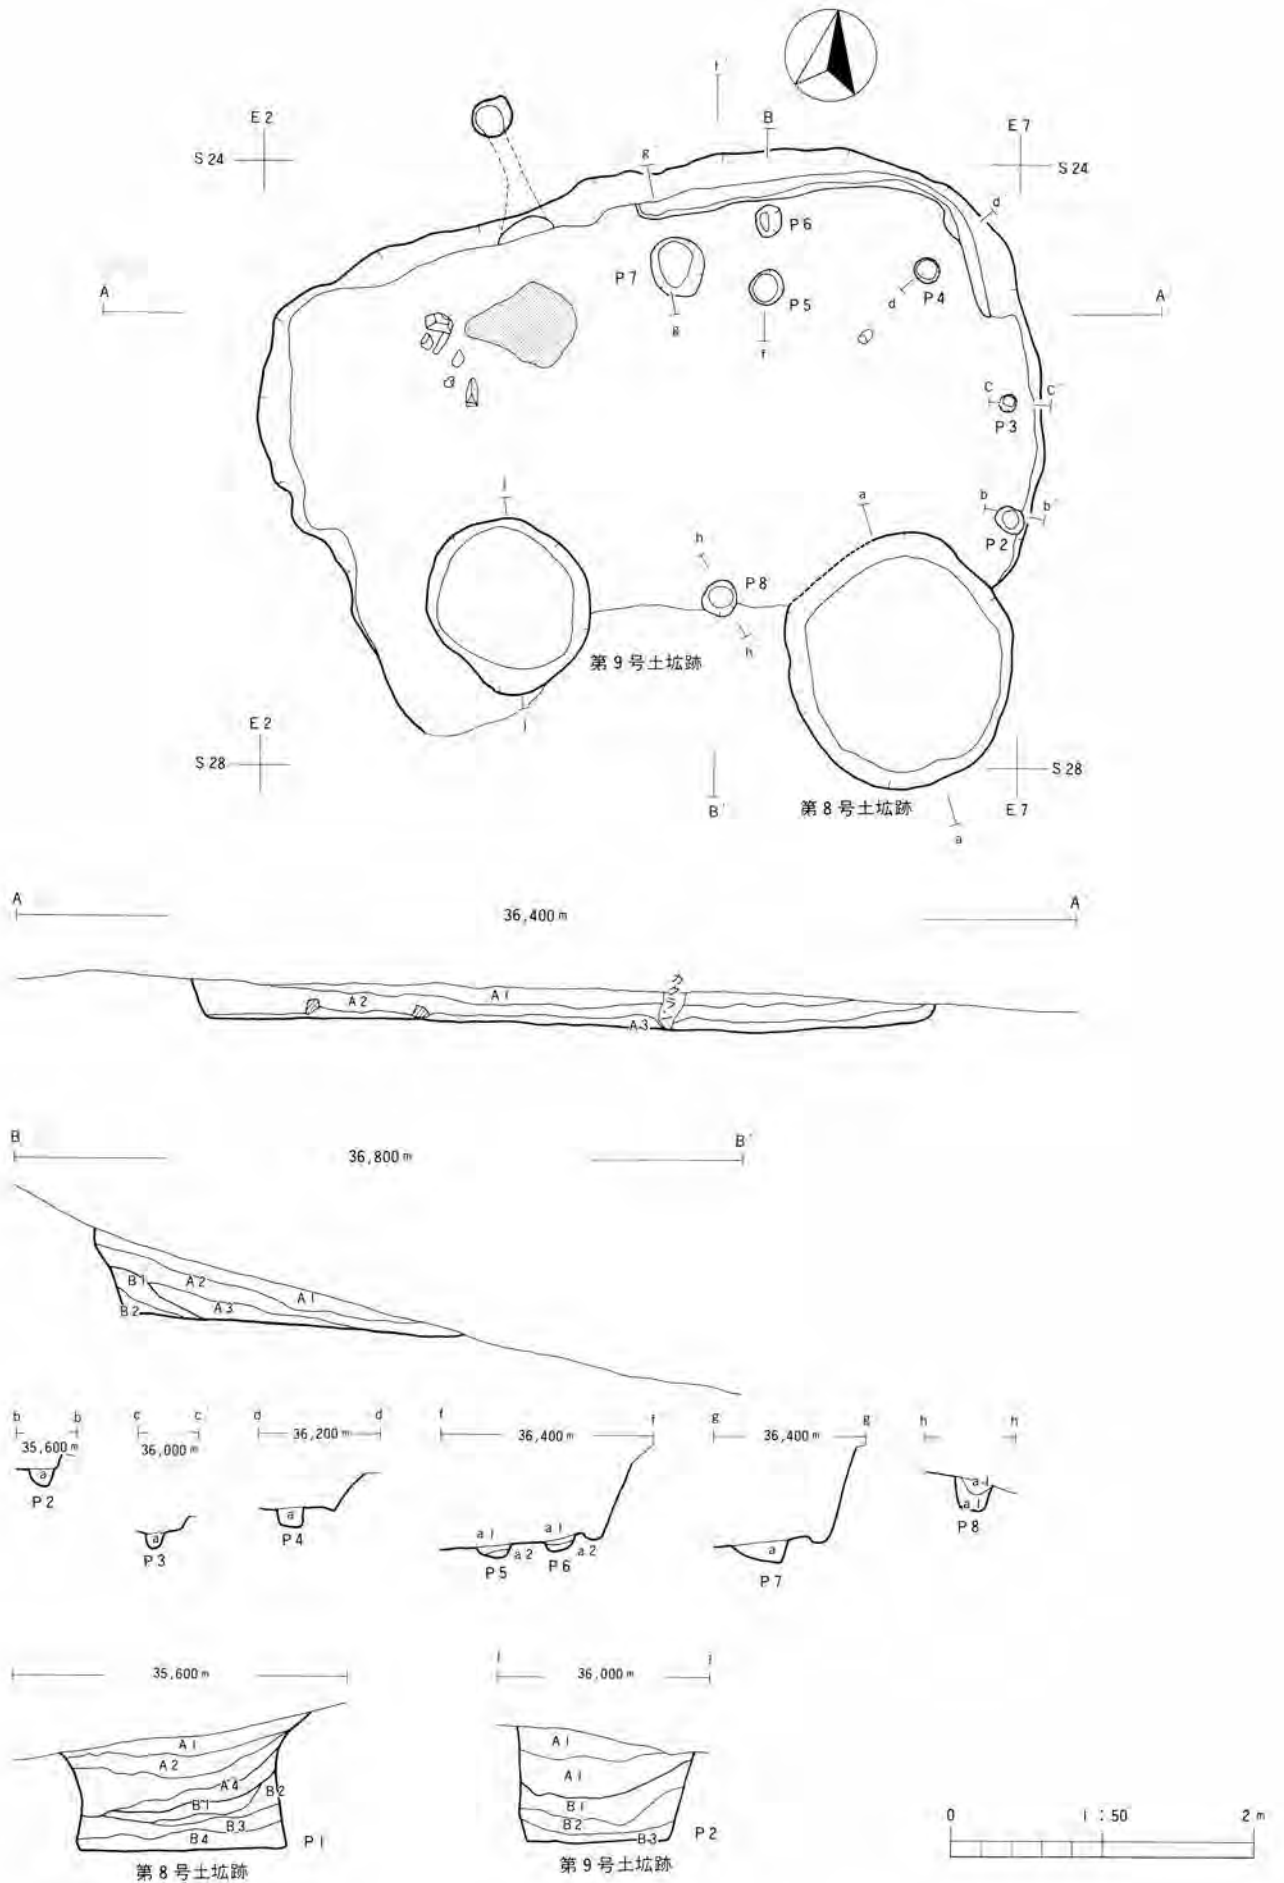 f
B
E 2
E 7
S 24
g
S 24
d
P 6
P 7
P 5
P 4
d
A
A
g
f
C
C
P 3
j
a
b
b
P 2
h
P 8
第 9 号土垃跡
h
E 2
j
S 28
S 28
B'
第 8 号土垃跡
E 7
a
A
36,400 m
A
カクラン
A 1
A 2
A 3
B
36,800 m
B'
B 1
A 2
A 1
B 2
A 3
b b
c c
d d
f f
g g
h h
35,600 m
36,000 m
36,200 m
36,400 m
36,400 m
a
P 2
a
P 3
a
P 4
a 1
a 1
a 2
a 2
P 5
P 6
a
P 7
a 1
a 1
P 8
35,600 m
36,000 m
A 1
A 2
A 4
B 2
B 1
B 3
B 4
P 1
第 8 号土垃跡
A 1
A 1
B 1
B 2
B 3
P 2
第 9 号土垃跡
0 1 : 50 2 m